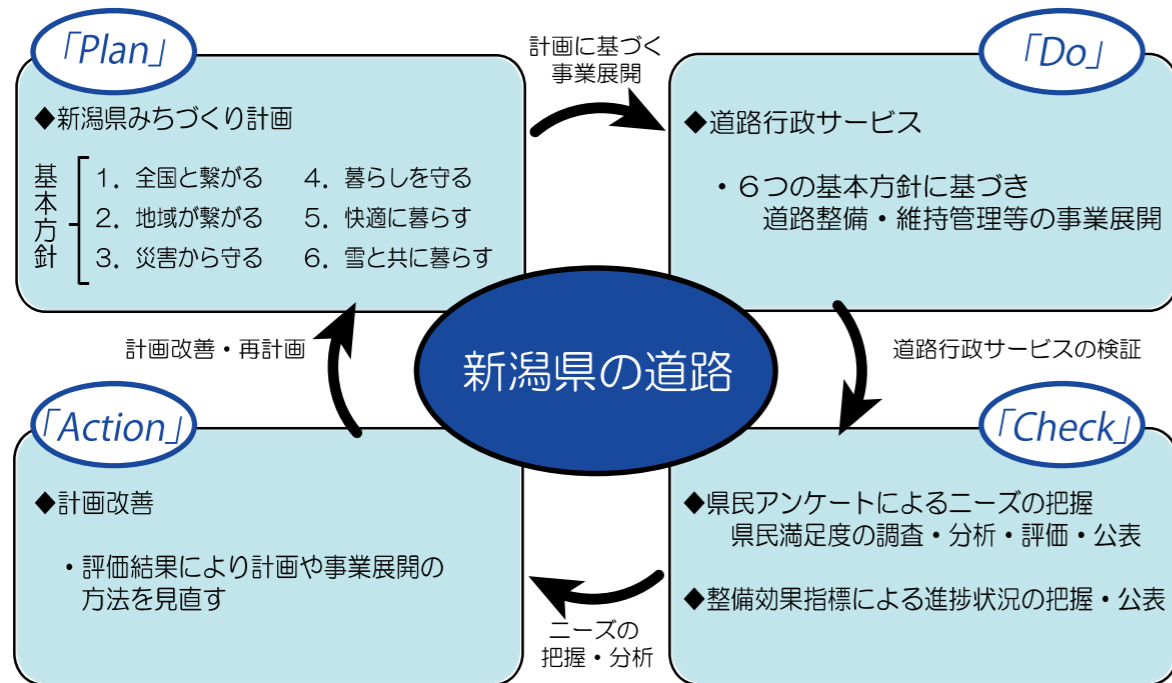 「Plan」
◆新潟県みちづくり計画
基本方針
1．全国と繋がる
2．地域が繋がる
3．災害から守る
4．暮らしを守る
5．快適に暮らす
6．雪と共に暮らす
計画に基づく
事業展開
「Do」
◆道路行政サービス
・６つの基本方針に基づき
道路整備・維持管理等の事業展開
新潟県の道路
道路行政サービスの検証
「Check」
◆県民アンケートによるニーズの把握
県民満足度の調査・分析・評価・公表
◆整備効果指標による進捗状況の把握・公表
ニーズの
把握・分析
「Action」
◆計画改善
・評価結果により計画や事業展開の
方法を見直す
計画改善・再計画